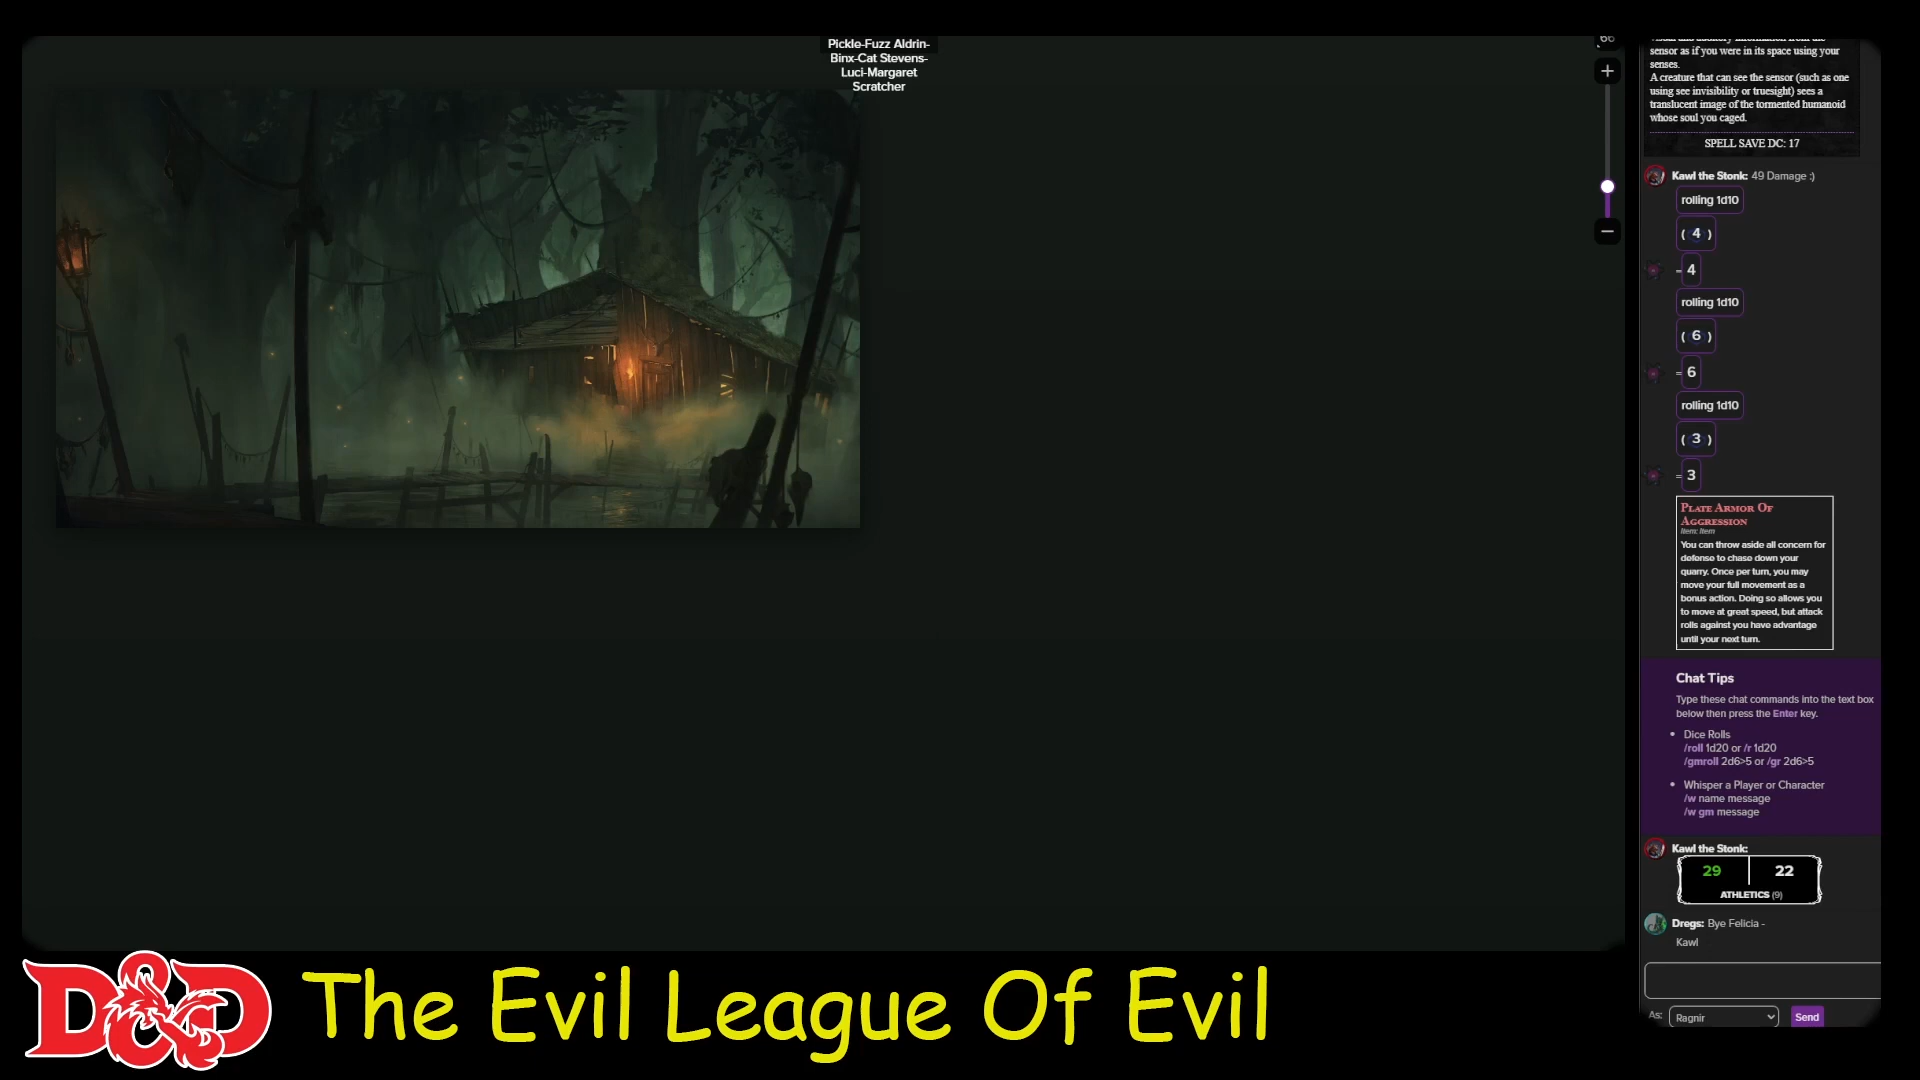 Pickle-Fuzz Aldrin-
Binx-Cat Stevens-
Luci-Margaret
Scratcher
66
sensor as if you were in its space using your
senses.
A creature that can see the sensor (such as one
using see invisibility or truesight) sees a
translucent image of the tormented humanoid
whose soul you caged.
SPELL SAVE DC: 17
Kawl the Stonk: 49 Damage :)
rolling 1d10
( 4 )
=4
rolling 1d10
( 6 )
=6
rolling 1d10
( 3 )
=3
Plate Armor Of
Aggression
Item: Item
You can throw aside all concern for
defense to chase down your
quarry. Once per turn, you may
move your full movement as a
bonus action. Doing so allows you
to move at great speed, but attack
rolls against you have advantage
until your next turn.
Chat Tips
Type these chat commands into the text box
below then press the Enter key.
• Dice Rolls
/roll 1d20 or /r 1d20
/gmroll 2d6>5 or /gr 2d6>5
• Whisper a Player or Character
/w name message
/w gm message
Kawl the Stonk:
29 22
ATHLETICS (9)
Dregs: Bye Felicia -
Kawl
As: Ragnir Send
D&D The Evil League Of Evil